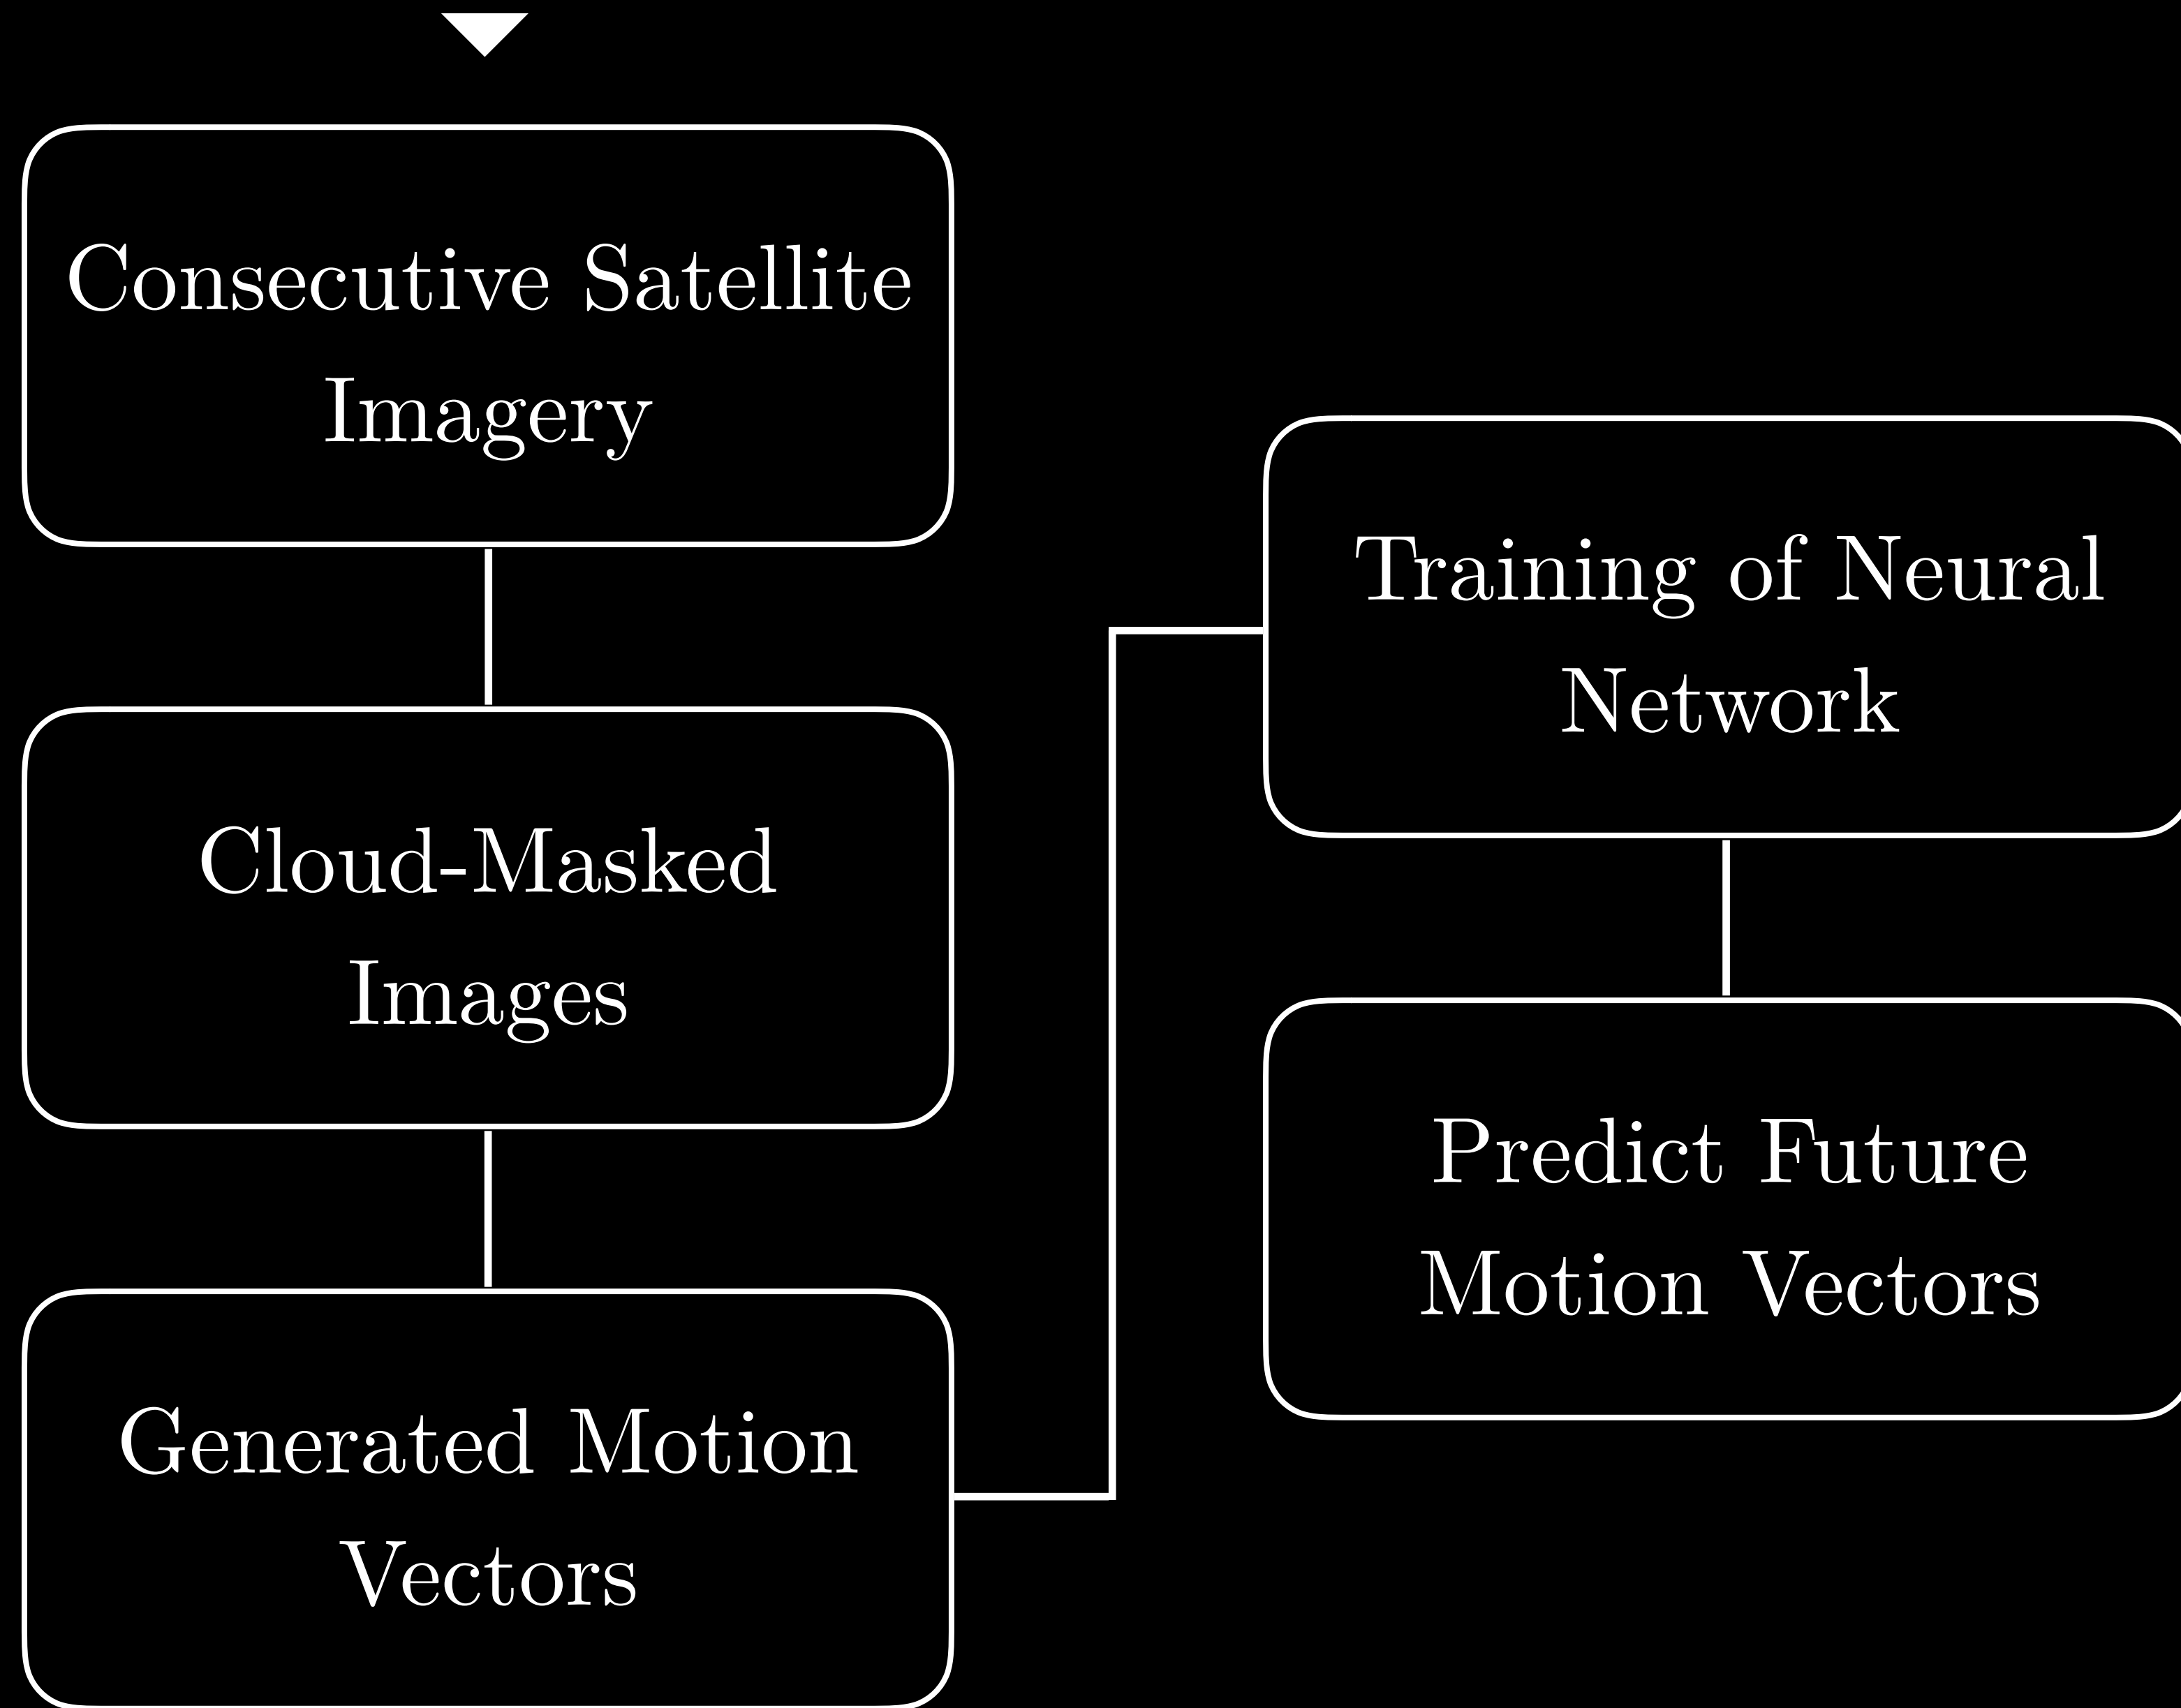 Consecutive Satellite
Imagery
Cloud-Masked
Images
Generated Motion
Vectors
Training of Neural
Network
Predict Future
Motion Vectors